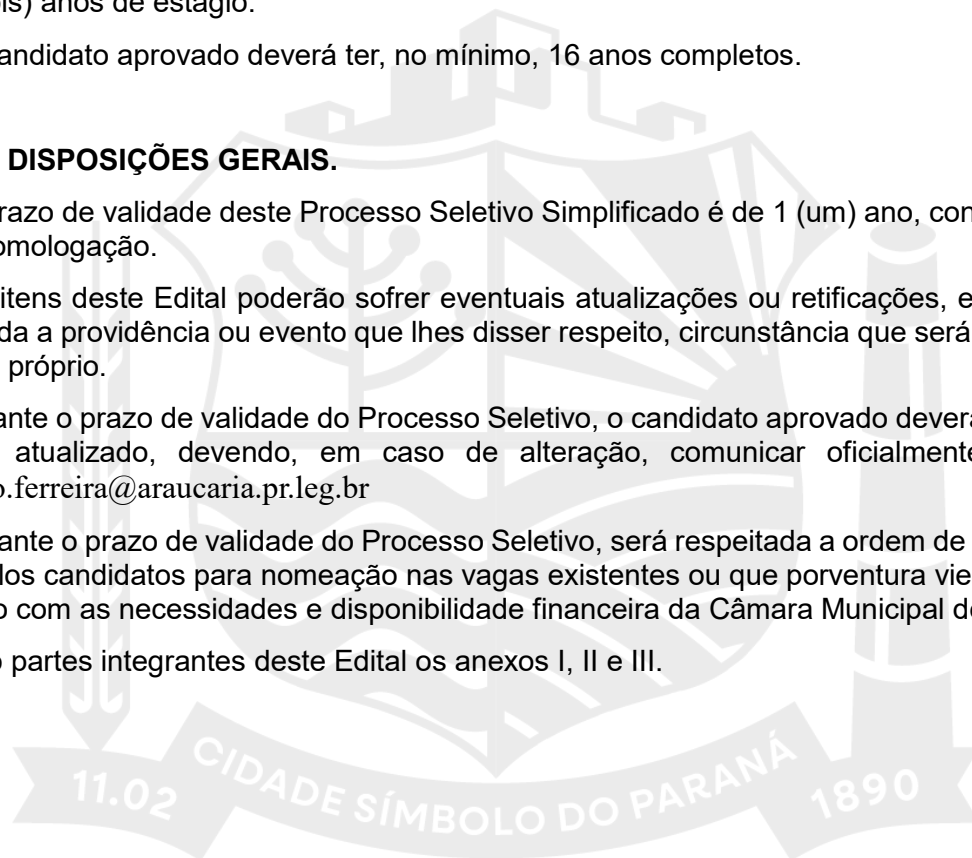 is) anos de estágio.
andidato aprovado deverá ter, no mínimo, 16 anos completos.
DISPOSIÇÕES GERAIS.
razo de validade deste Processo Seletivo Simplificado é de 1 (um) ano, con
omologação.
itens deste Edital poderão sofrer eventuais atualizações ou retificações, e
da a providência ou evento que lhes disser respeito, circunstância que será
próprio.
ante o prazo de validade do Processo Seletivo, o candidato aprovado deverá
atualizado, devendo, em caso de alteração, comunicar oficialmente
o.ferreira@araucaria.pr.leg.br
ante o prazo de validade do Processo Seletivo, será respeitada a ordem de
dos candidatos para nomeação nas vagas existentes ou que porventura vie
o com as necessidades e disponibilidade financeira da Câmara Municipal de
o partes integrantes deste Edital os anexos I, II e III.
11.02 CIDADE SÍMBOLO DO PARANÁ 1890